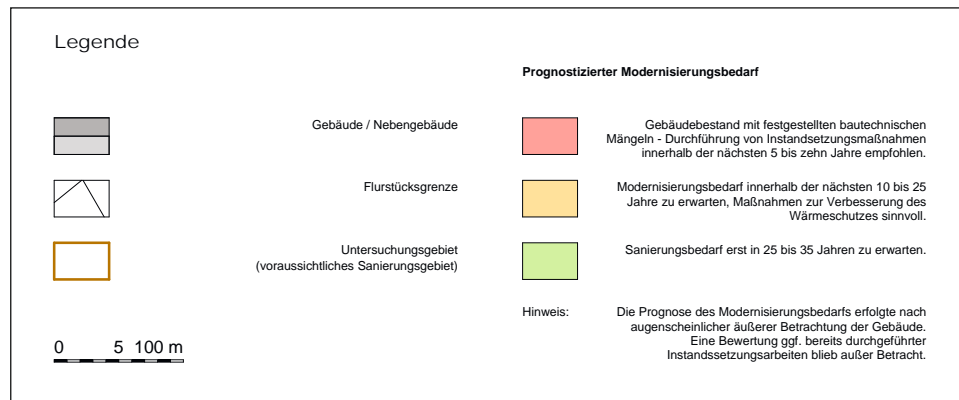 Legende
Gebäude / Nebengebäude
Flurstücksgrenze
Untersuchungsgebiet
(voraussichtliches Sanierungsgebiet)
0 5 100 m
Prognostizierter Modernisierungsbedarf
Gebäudebestand mit festgestellten bautechnischen
Mängeln - Durchführung von Instandsetzungsmaßnahmen
innerhalb der nächsten 5 bis zehn Jahre empfohlen.
Modernisierungsbedarf innerhalb der nächsten 10 bis 25
Jahre zu erwarten, Maßnahmen zur Verbesserung des
Wärmeschutzes sinnvoll.
Sanierungsbedarf erst in 25 bis 35 Jahren zu erwarten.
Hinweis: Die Prognose des Modernisierungsbedarfs erfolgte nach
augenscheinlicher äußerer Betrachtung der Gebäude.
Eine Bewertung ggf. bereits durchgeführter
Instandssetzungsarbeiten blieb außer Betracht.